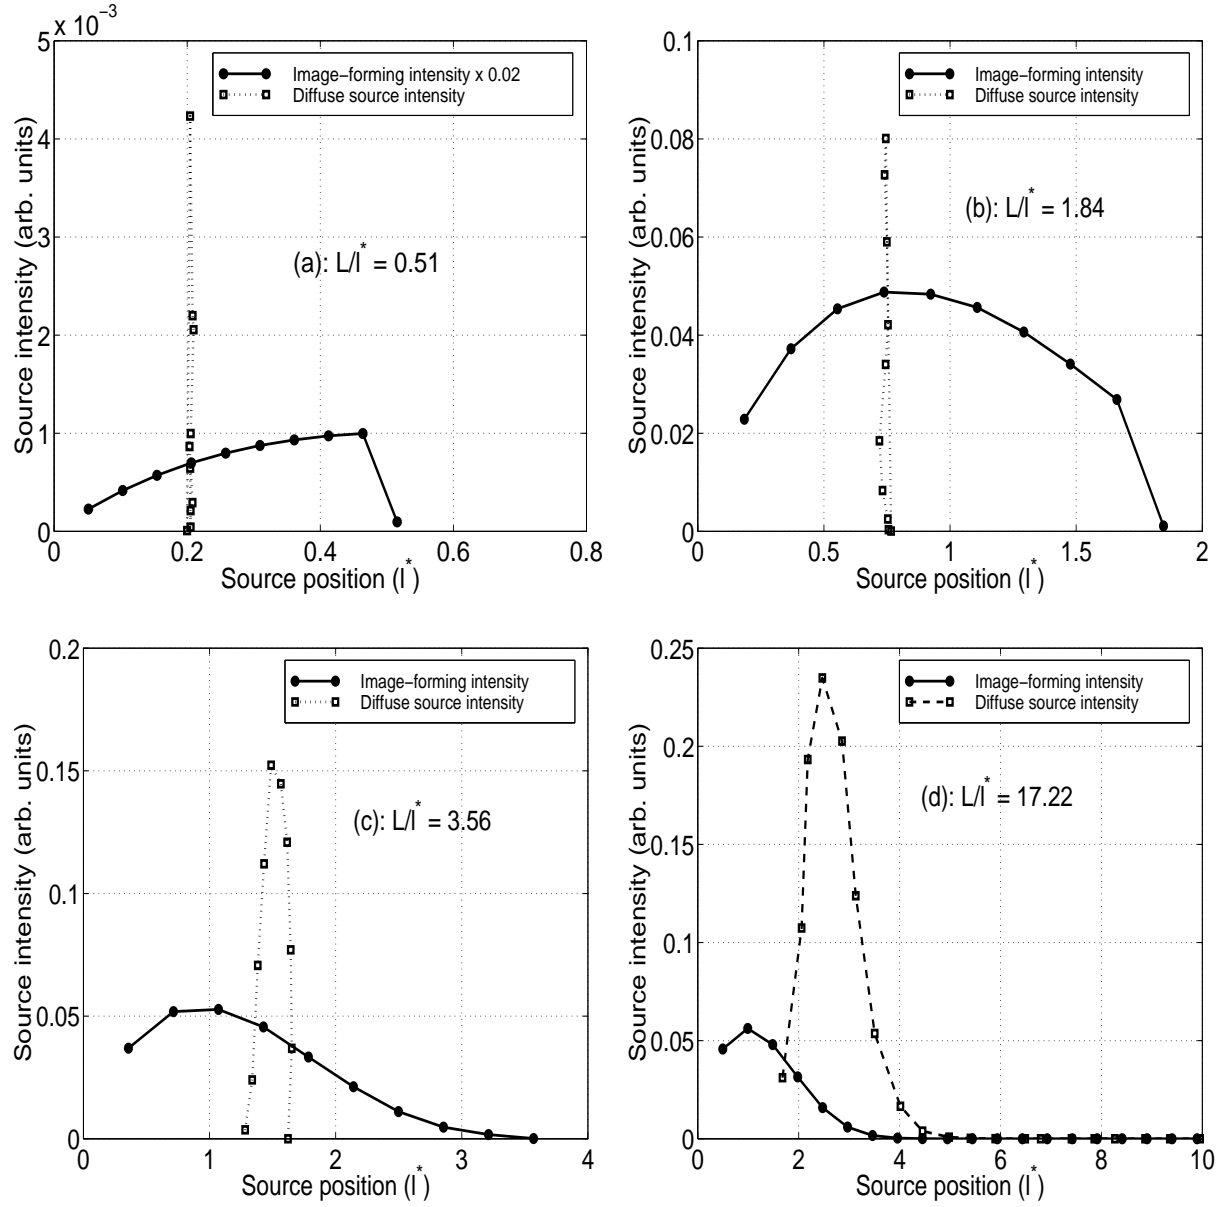 5 x 10−3
5
4
3
2
1
0
0 0.2 0.4 0.6 0.8
Source intensity (arb. units)
Source position (l*)
Image−forming intensity x 0.02
Diffuse source intensity
(a): L/l* = 0.51
0.1
0.08
0.06
0.04
0.02
0
0 0.5 1 1.5 2
Source intensity (arb. units)
Source position (l*)
Image−forming intensity
Diffuse source intensity
(b): L/l* = 1.84
0.2
0.15
0.1
0.05
0
0 1 2 3 4
Source intensity (arb. units)
Source position (l*)
Image−forming intensity
Diffuse source intensity
(c): L/l* = 3.56
0.25
0.2
0.15
0.1
0.05
0
0 2 4 6 8 10
Source intensity (arb. units)
Source position (l*)
Image−forming intensity
Diffuse source intensity
(d): L/l* = 17.22